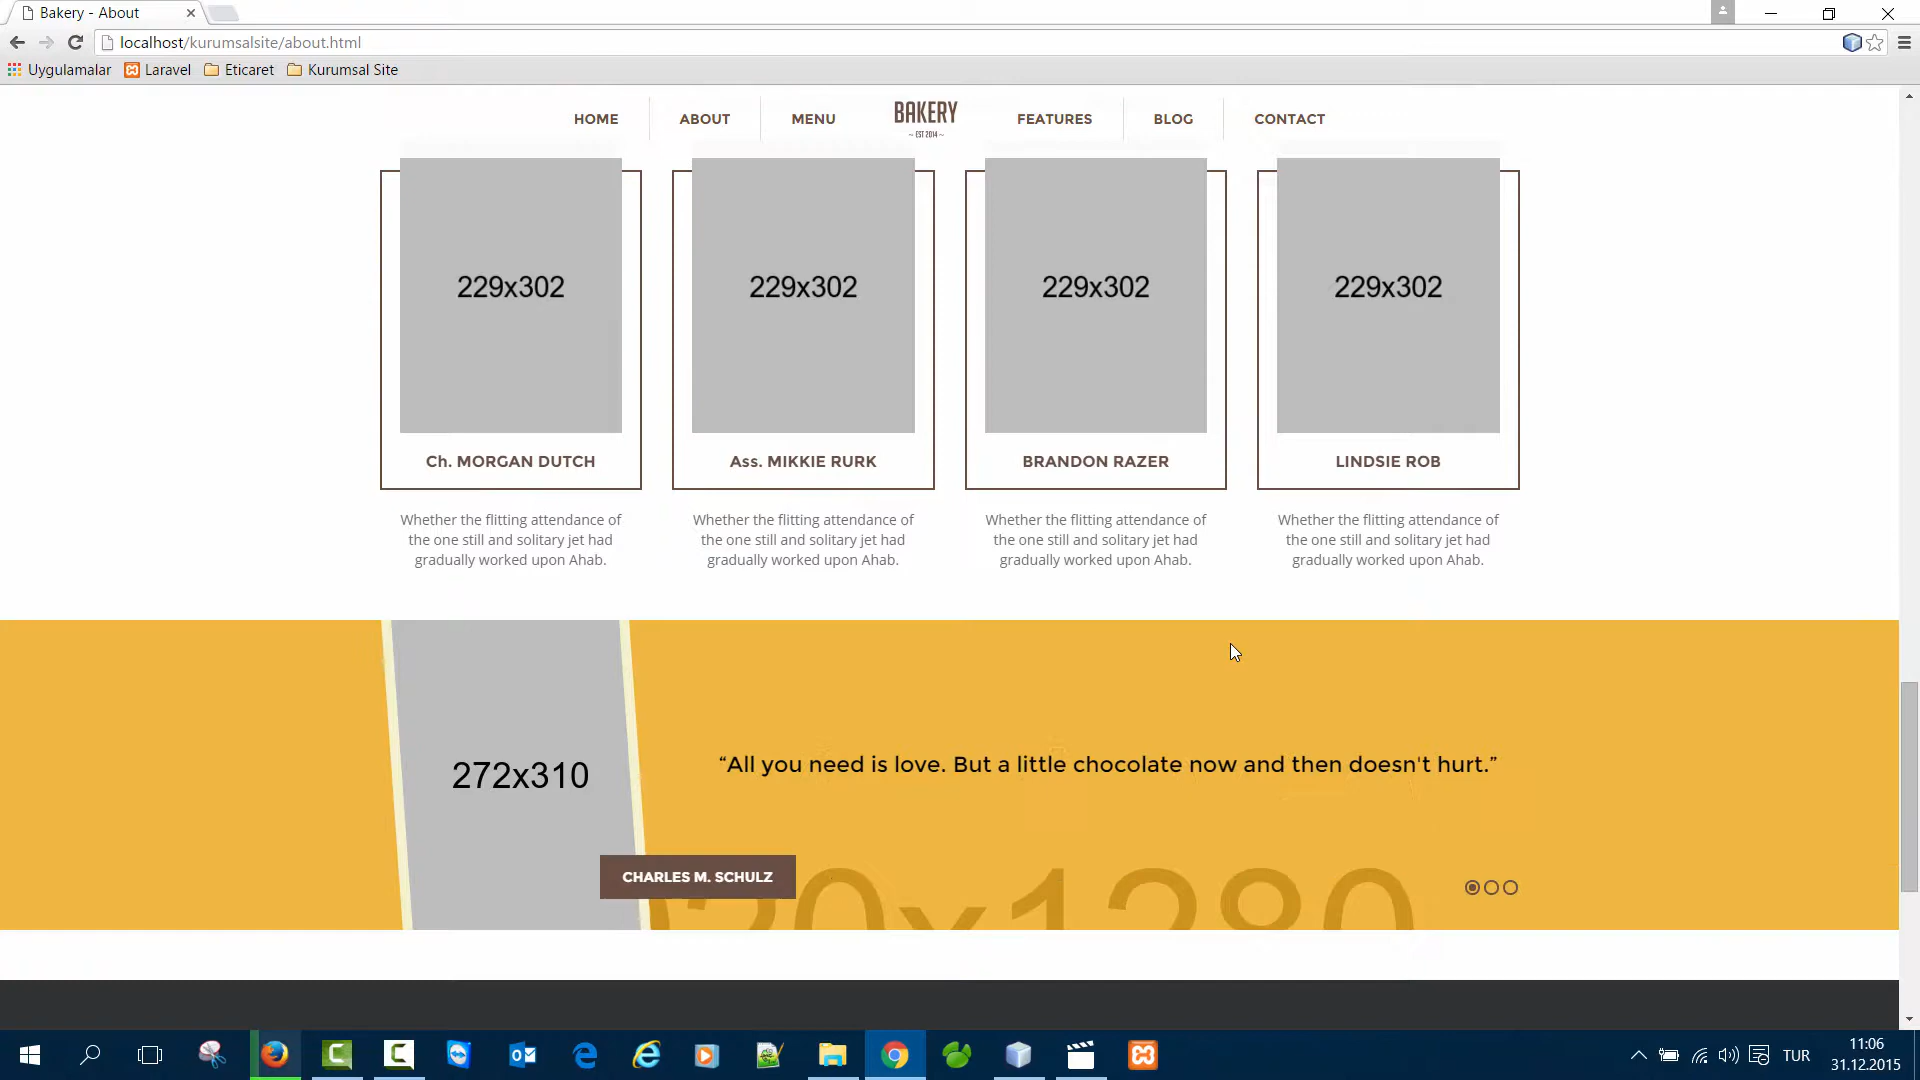 Bakery - About
localhost/kurumsalsite/about.html
Uygulamalar Laravel Eticaret Kurumsal Site
HOME ABOUT MENU BAKERY FEATURES BLOG CONTACT
~ EST 2014 ~
229x302 229x302 229x302 229x302
Ch. MORGAN DUTCH Ass. MIKKIE RURK BRANDON RAZER LINDSIE ROB
Whether the flitting attendance of Whether the flitting attendance of Whether the flitting attendance of Whether the flitting attendance of
the one still and solitary jet had the one still and solitary jet had the one still and solitary jet had the one still and solitary jet had
gradually worked upon Ahab. gradually worked upon Ahab. gradually worked upon Ahab. gradually worked upon Ahab.
“All you need is love. But a little chocolate now and then doesn't hurt.”
272x310
CHARLES M. SCHULZ
20x1280
TUR
11:06
31.12.2015